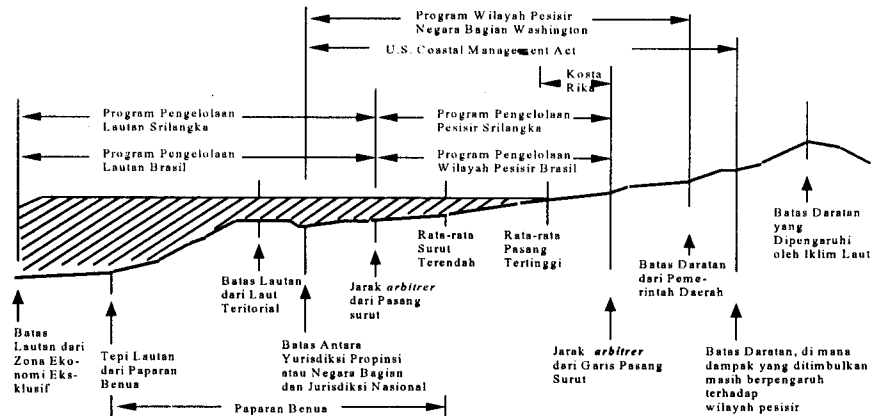 Program Wilayah Pesisir
Negara Bagian Washington
U.S. Coastal Management Act
Kosta
Rika
Program Pengelolaan
Lautan Srilangka
Program Pengelolaan
Pesisir Srilangka
Program Pengelolaan
Lautan Brasil
Program Pengelolaan
Wilayah Pesisir Brasil
Rata-rata
Surut
Terendah
Rata-rata
Pasang
Tertinggi
Batas Daratan
yang
Dipengaruhi
oleh Iklim Laut
Batas Lautan
dari Laut
Teritorial
Jarak arbitrer
dari Pasang
surut
Batas Daratan
dari Peme-
rintah Daerah
Batas
Lautan dari
Zona Eko-
nomi Eks-
klusif
Tepi Lautan
dari Paparan
Benua
Batas Antara
Yurisdiksi Propinsi
atau Negara Bagian
dan Jurisdiksi Nasional
Jarak arbitrer
dari Garis Pasang
Surut
Batas Daratan, di mana
dampak yang ditimbulkan
masih berpengaruh
terhadap
wilayah pesisir
Paparan Benua